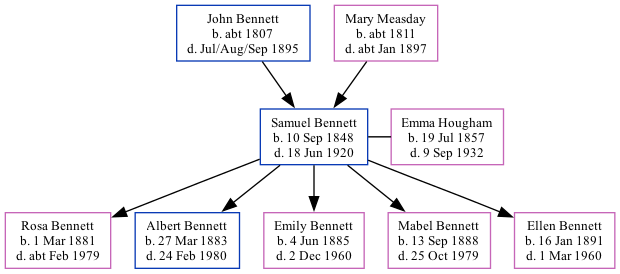 John Bennett
b. abt 1807
d. Jul/Aug/Sep 1895
Mary Measday
b. abt 1811
d. abt Jan 1897
Samuel Bennett
b. 10 Sep 1848
d. 18 Jun 1920
Emma Hougham
b. 19 Jul 1857
d. 9 Sep 1932
Rosa Bennett
b. 1 Mar 1881
d. abt Feb 1979
Albert Bennett
b. 27 Mar 1883
d. 24 Feb 1980
Emily Bennett
b. 4 Jun 1885
d. 2 Dec 1960
Mabel Bennett
b. 13 Sep 1888
d. 25 Oct 1979
Ellen Bennett
b. 16 Jan 1891
d. 1 Mar 1960